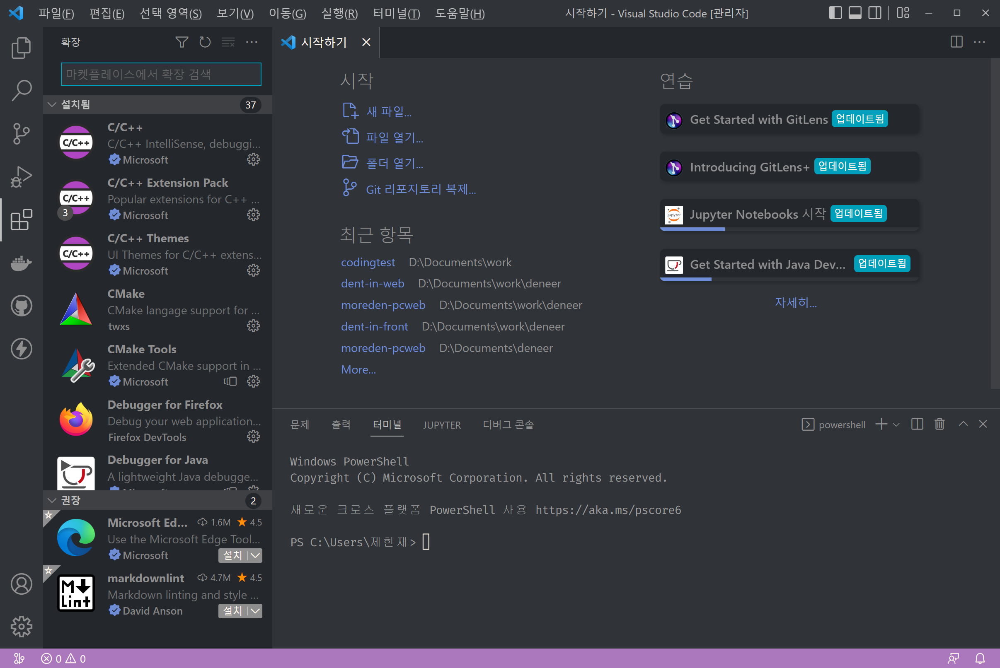 파일(F) 편집(E) 선택 영역(S) 보기(V) 이동(G) 실행(R) 터미널(T) 도움말(H) 시작하기 - Visual Studio Code [관리자]
확장
마켓플레이스에서 확장 검색
설치됨 37
C/C++
C/C++
C/C++ IntelliSense, debuggi...
Microsoft
C/C++ Extension Pack
C/C++
Popular extensions for C++ ...
3
Microsoft
C/C++ Themes
C/C++
UI Themes for C/C++ extens...
Microsoft
CMake
CMake langage support for ...
twxs
CMake Tools
Extended CMake support in ...
Microsoft
Debugger for Firefox
Debug your web application...
Firefox DevTools
Debugger for Java
A lightweight Java debugge...
Microsoft
권장 2
Microsoft Ed... 1.6M 4.5
Use the Microsoft Edge Tool...
Microsoft 설치
markdownlint 4.7M 4.5
M
Lint
Markdown linting and style ...
David Anson 설치
시작하기
시작
새 파일...
파일 열기...
폴더 열기...
Git 리포지토리 복제...
최근 항목
codingtest D:\Documents\work
dent-in-web D:\Documents\work\deneer
moreden-pcweb D:\Documents\work\deneer
dent-in-front D:\Documents\work\deneer
moreden-pcweb D:\Documents\deneer
More...
연습
Get Started with GitLens 업데이트됨
Introducing GitLens+ 업데이트됨
jupyter
Jupyter Notebooks 시작 업데이트됨
Get Started with Java Dev... 업데이트됨
자세히...
문제 출력 터미널 JUPYTER 디버그 콘솔 powershell
Windows PowerShell
Copyright (C) Microsoft Corporation. All rights reserved.
새로운 크로스 플랫폼 PowerShell 사용 https://aka.ms/pscore6
PS C:\Users\제한재>
0 0